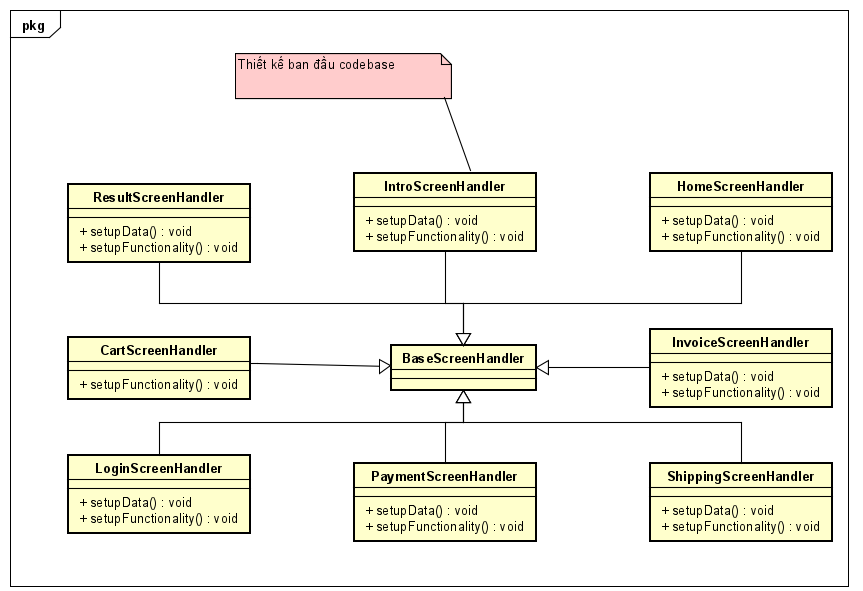 pkg
Thiết kế ban đầu codebase
ResultScreenHandler
+ setupData() : void
+ setupFunctionality() : void
IntroScreenHandler
+ setupData() : void
+ setupFunctionality() : void
HomeScreenHandler
+ setupData() : void
+ setupFunctionality() : void
CartScreenHandler
+ setupFunctionality() : void
BaseScreenHandler
InvoiceScreenHandler
+ setupData() : void
+ setupFunctionality() : void
LoginScreenHandler
+ setupData() : void
+ setupFunctionality() : void
PaymentScreenHandler
+ setupData() : void
+ setupFunctionality() : void
ShippingScreenHandler
+ setupData() : void
+ setupFunctionality() : void